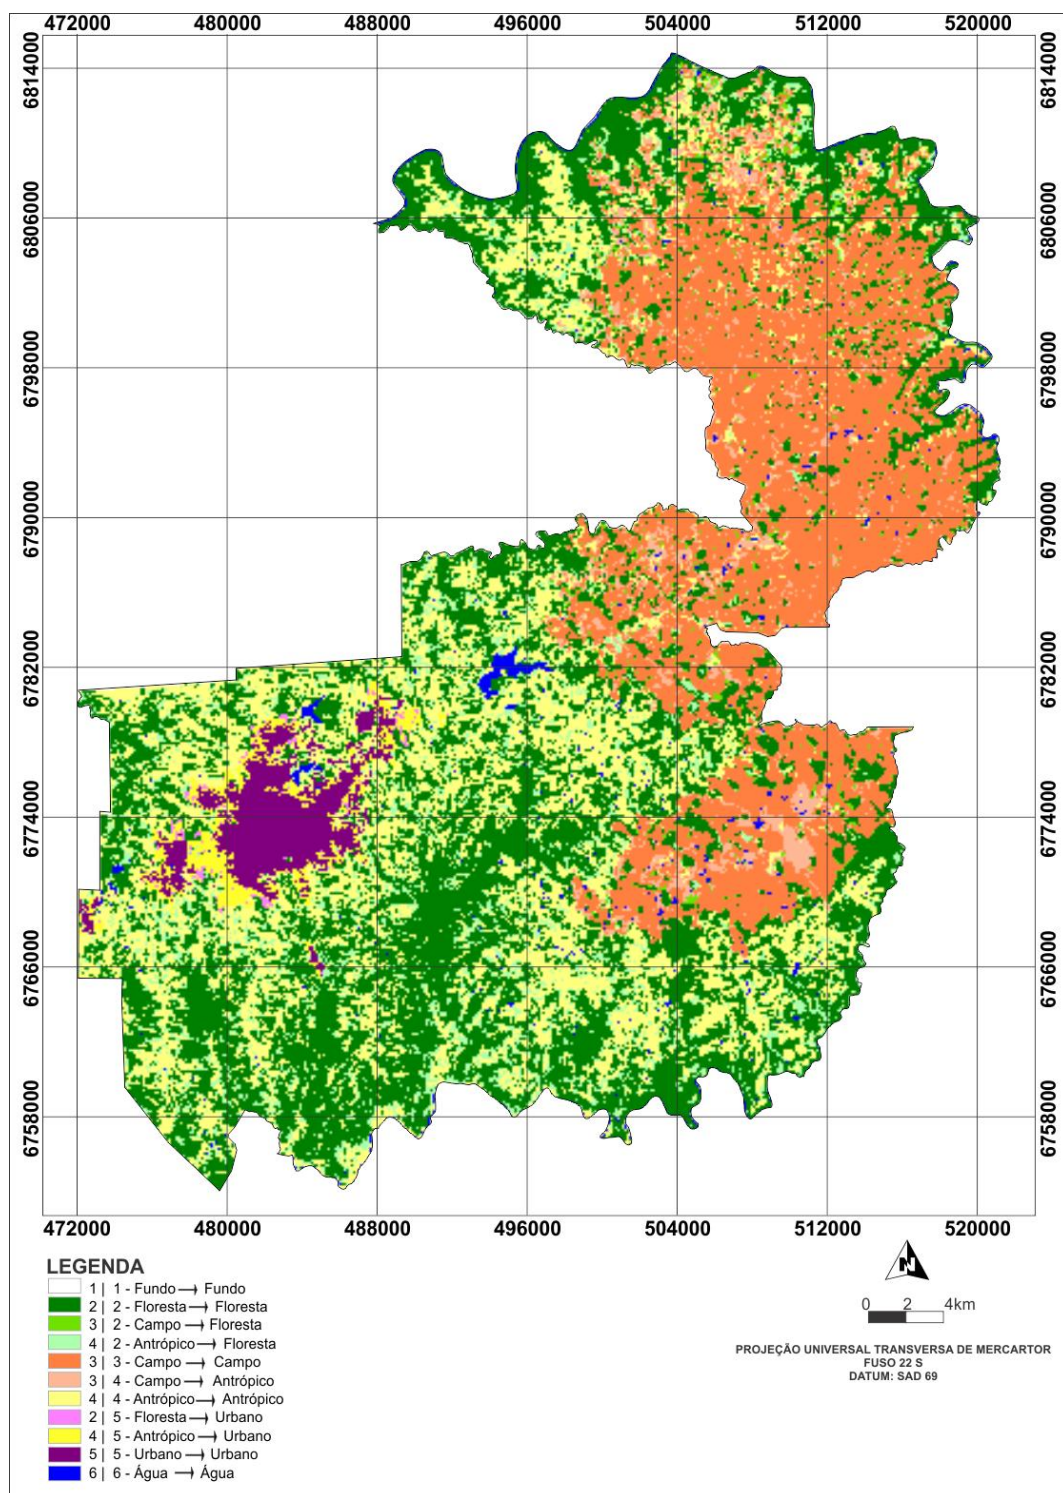 472000 480000 488000 496000 504000 512000 520000
6814000 6814000
6806000 6806000
6798000 6798000
6790000 6790000
6782000 6782000
6774000 6774000
6766000 6766000
6758000 6758000
472000 480000 488000 496000 504000 512000 520000
LEGENDA
1 | 1 - Fundo → Fundo
2 | 2 - Floresta → Floresta
3 | 2 - Campo → Floresta
4 | 2 - Antrópico → Floresta
3 | 3 - Campo → Campo
3 | 4 - Campo → Antrópico
4 | 4 - Antrópico → Antrópico
2 | 5 - Floresta → Urbano
4 | 5 - Antrópico → Urbano
5 | 5 - Urbano → Urbano
6 | 6 - Água → Água
N
0 2 4km
PROJEÇÃO UNIVERSAL TRANSVERSA DE MERCARTOR
FUSO 22 S
DATUM: SAD 69